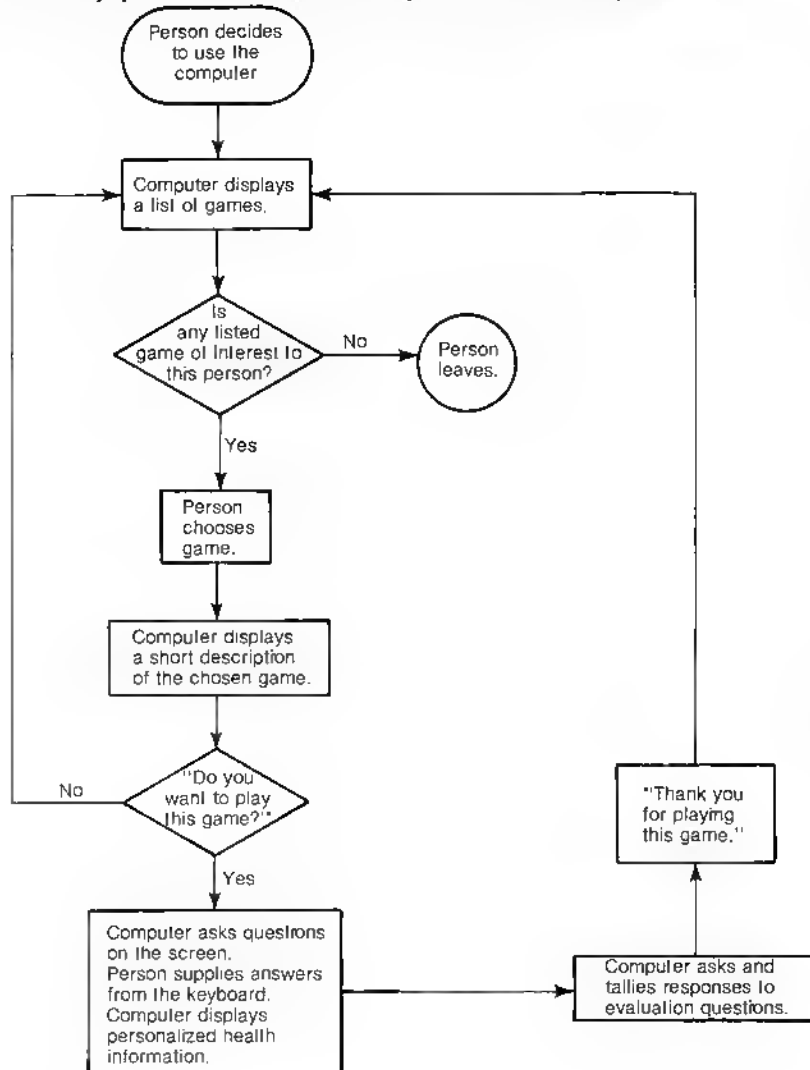 Person decides
to use the
computer
Computer displays
a list of games.
Is
any listed
game of interest to
this person?
No
Person
leaves.
Yes
Person
chooses
game.
Computer displays
a short description
of the chosen game.
"Do you
want to play
this game?"
No
Yes
"Thank you
for playing
this game."
Computer asks questions
on the screen.
Person supplies answers
from the keyboard.
Computer displays
personalized health
information.
Computer asks and
tallies responses to
evaluation questions.